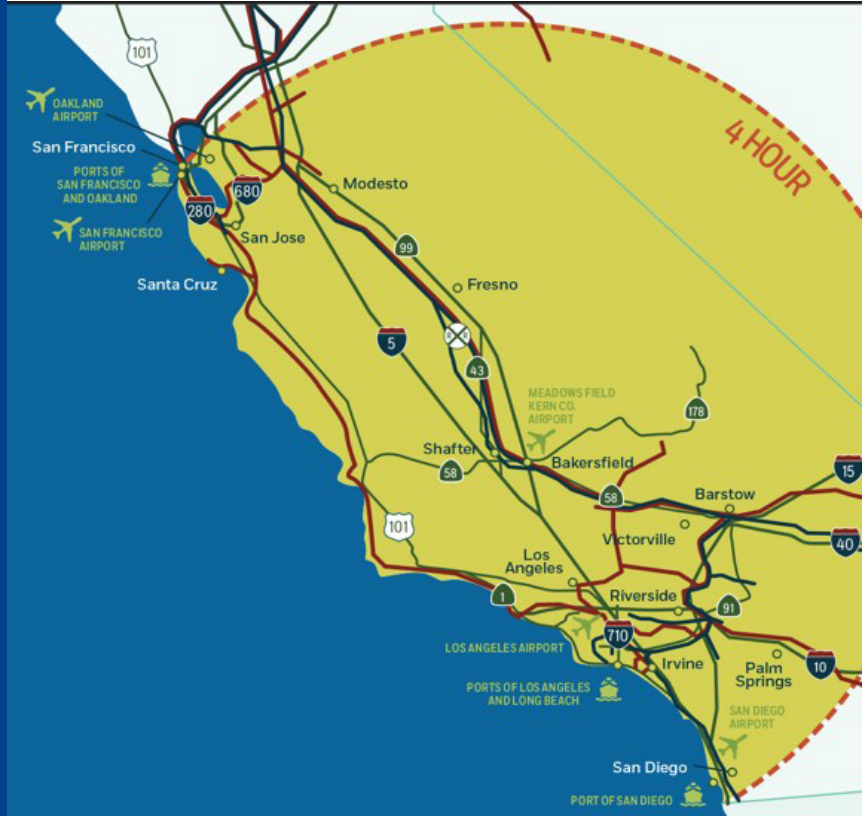 101
OAKLAND
AIRPORT
San Francisco
PORTS OF
SAN FRANCISCO
AND OAKLAND
SAN FRANCISCO
AIRPORT
280
680
San Jose
Santa Cruz
Modesto
99
Fresno
4 HOUR
5
43
MEADOWS FIELD
KERN CO.
AIRPORT
178
Shafter
58
Bakersfield
58
15
Barstow
101
Victorville
40
Los
Angeles
1
Riverside
91
710
LOS ANGELES AIRPORT
Irvine
Palm
Springs
10
PORTS OF LOS ANGELES
AND LONG BEACH
SAN DIEGO
AIRPORT
San Diego
PORT OF SAN DIEGO